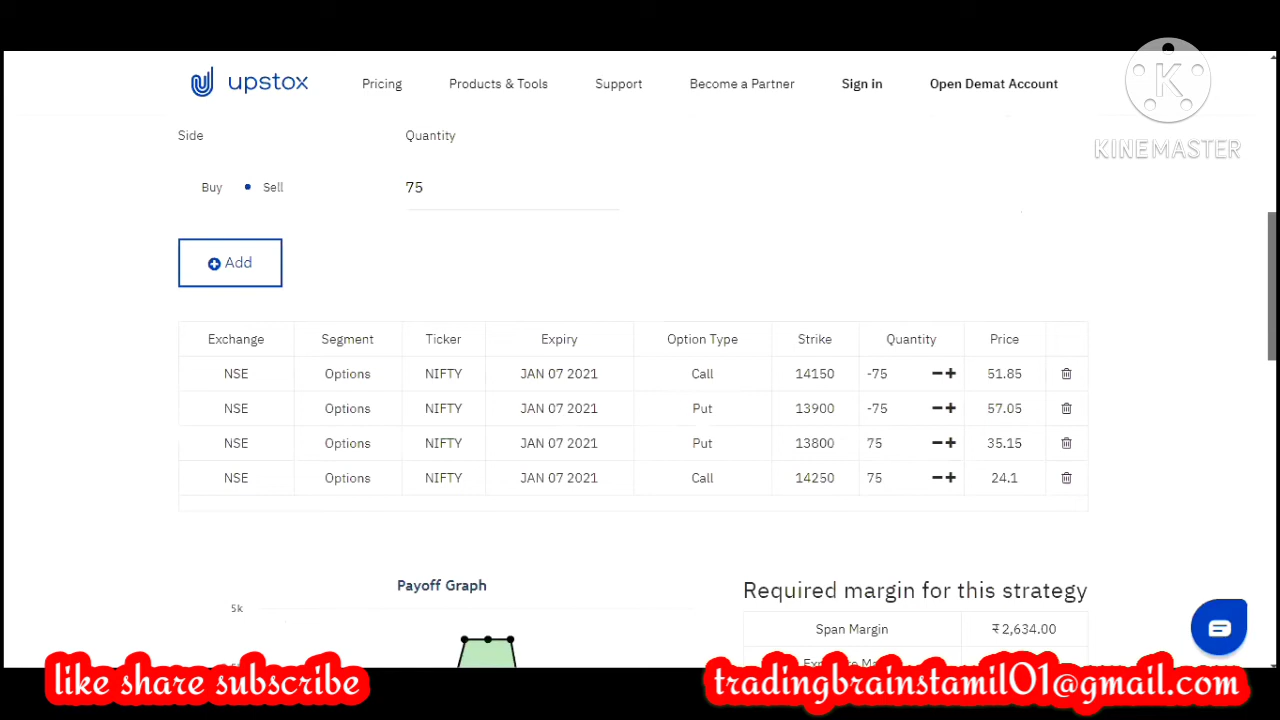 upstox Pricing Products & Tools Support Become a Partner Sign in Open Demat Account
K
KINEMASTER
Side Quantity
Buy Sell 75
Add
Exchange Segment Ticker Expiry Option Type Strike Quantity Price
NSE Options NIFTY JAN 07 2021 Call 14150 -75 51.85
NSE Options NIFTY JAN 07 2021 Put 13900 -75 57.05
NSE Options NIFTY JAN 07 2021 Put 13800 75 35.15
NSE Options NIFTY JAN 07 2021 Call 14250 75 24.1
Payoff Graph
5k
Required margin for this strategy
Span Margin ₹2,634.00
like share subscribe
tradingbrainstamil01@gmail.com